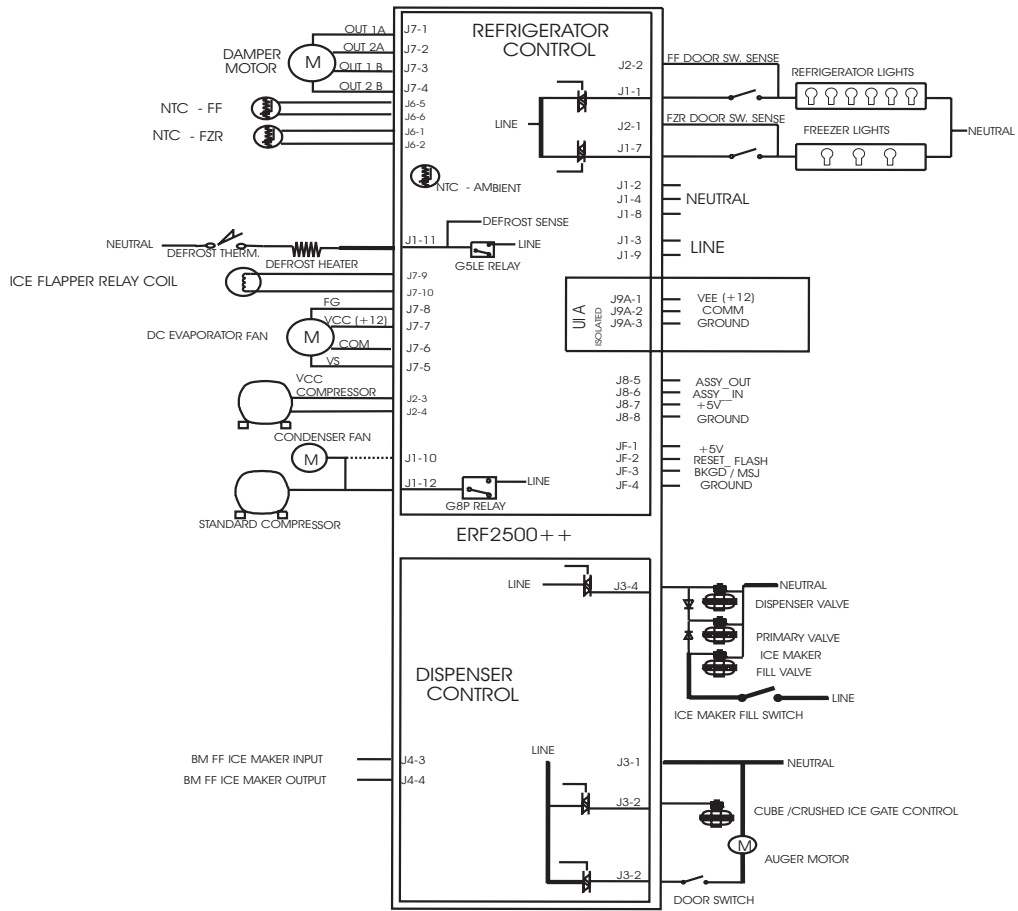 REFRIGERATOR
CONTROL
OUT 1A
J7-1
OUT 2A
J7-2
DAMPER
MOTOR
M
OUT 1 B
J7-3
OUT 2 B
J7-4
NTC - FF
J6-5
J6-6
NTC - FZR
J6-1
J6-2
NTC - AMBIENT
LINE
J2-2
FF DOOR SW. SENSE
J1-1
REFRIGERATOR LIGHTS
J2-1
FZR DOOR SW. SENSE
FREEZER LIGHTS
NEUTRAL
J1-7
J1-2
J1-4
J1-8
NEUTRAL
J1-3
J1-9
LINE
NEUTRAL
DEFROST THERM.
DEFROST HEATER
J1-11
DEFROST SENSE
LINE
G5LE RELAY
ICE FLAPPER RELAY COIL
J7-9
J7-10
FG
J7-8
VCC (+12)
J7-7
DC EVAPORATOR FAN
M
COM
J7-6
VS
J7-5
UI A
ISOLATED
J9A-1
VEE (+12)
J9A-2
COMM
J9A-3
GROUND
VCC
COMPRESSOR
J2-3
J2-4
J8-5
ASSY_OUT
J8-6
ASSY_IN
J8-7
+5V
J8-8
GROUND
CONDENSER FAN
M
J1-10
JF-1
+5V
JF-2
RESET_FLASH
JF-3
BKGD / MSJ
JF-4
GROUND
J1-12
LINE
G8P RELAY
STANDARD COMPRESSOR
ERF2500++
LINE
J3-4
NEUTRAL
DISPENSER VALVE
PRIMARY VALVE
ICE MAKER
FILL VALVE
LINE
ICE MAKER FILL SWITCH
DISPENSER
CONTROL
BM FF ICE MAKER INPUT
J4-3
BM FF ICE MAKER OUTPUT
J4-4
LINE
J3-1
NEUTRAL
J3-2
CUBE /CRUSHED ICE GATE CONTROL
M
AUGER MOTOR
J3-2
DOOR SWITCH